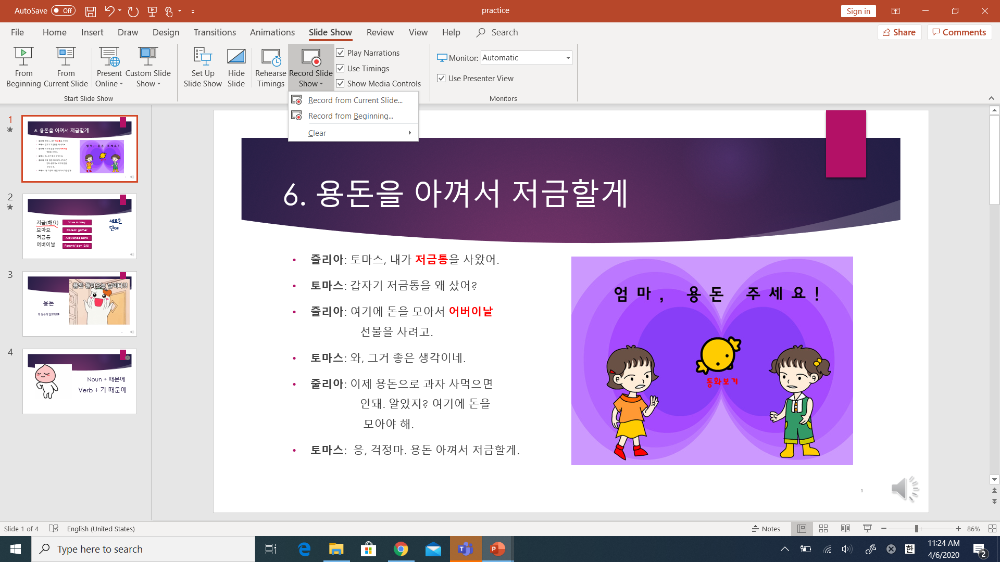 AutoSave Off
practice
Sign in
File Home Insert Draw Design Transitions Animations Slide Show Review View Help Search
Share Comments
From Beginning
From Current Slide
Present Online
Custom Slide Show
Set Up Slide Show
Hide Slide
Rehearse Timings
Record Slide Show
Play Narrations
Use Timings
Show Media Controls
Monitor: Automatic
Use Presenter View
Start Slide Show
Monitors
Record from Current Slide...
Record from Beginning...
Clear
1
6. 용돈을 아껴서 저금할게
2
저금(해요) Save money
모아요 Collect, gather
저금통 Allowance bank
어버이날 Parents' day (5/8)
새로운
단어
3
용돈 들어오는 날이다!!
용돈
왜 용돈이 필요해요?
4
Noun + 때문에
Verb + 기 때문에
6. 용돈을 아껴서 저금할게
• 줄리아: 토마스, 내가 저금통을 사왔어.
• 토마스: 갑자기 저금통을 왜 샀어?
• 줄리아: 여기에 돈을 모아서 어버이날
선물을 사려고.
• 토마스: 와, 그거 좋은 생각이네.
• 줄리아: 이제 용돈으로 과자 사먹으면
안돼. 알았지? 여기에 돈을
모아야 해.
• 토마스: 응, 걱정마. 용돈 아껴서 저금할게.
엄마, 용돈 주세요!
동화보기
1
Slide 1 of 4 English (United States)
Notes
86%
Type here to search
한
11:24 AM
4/6/2020
2